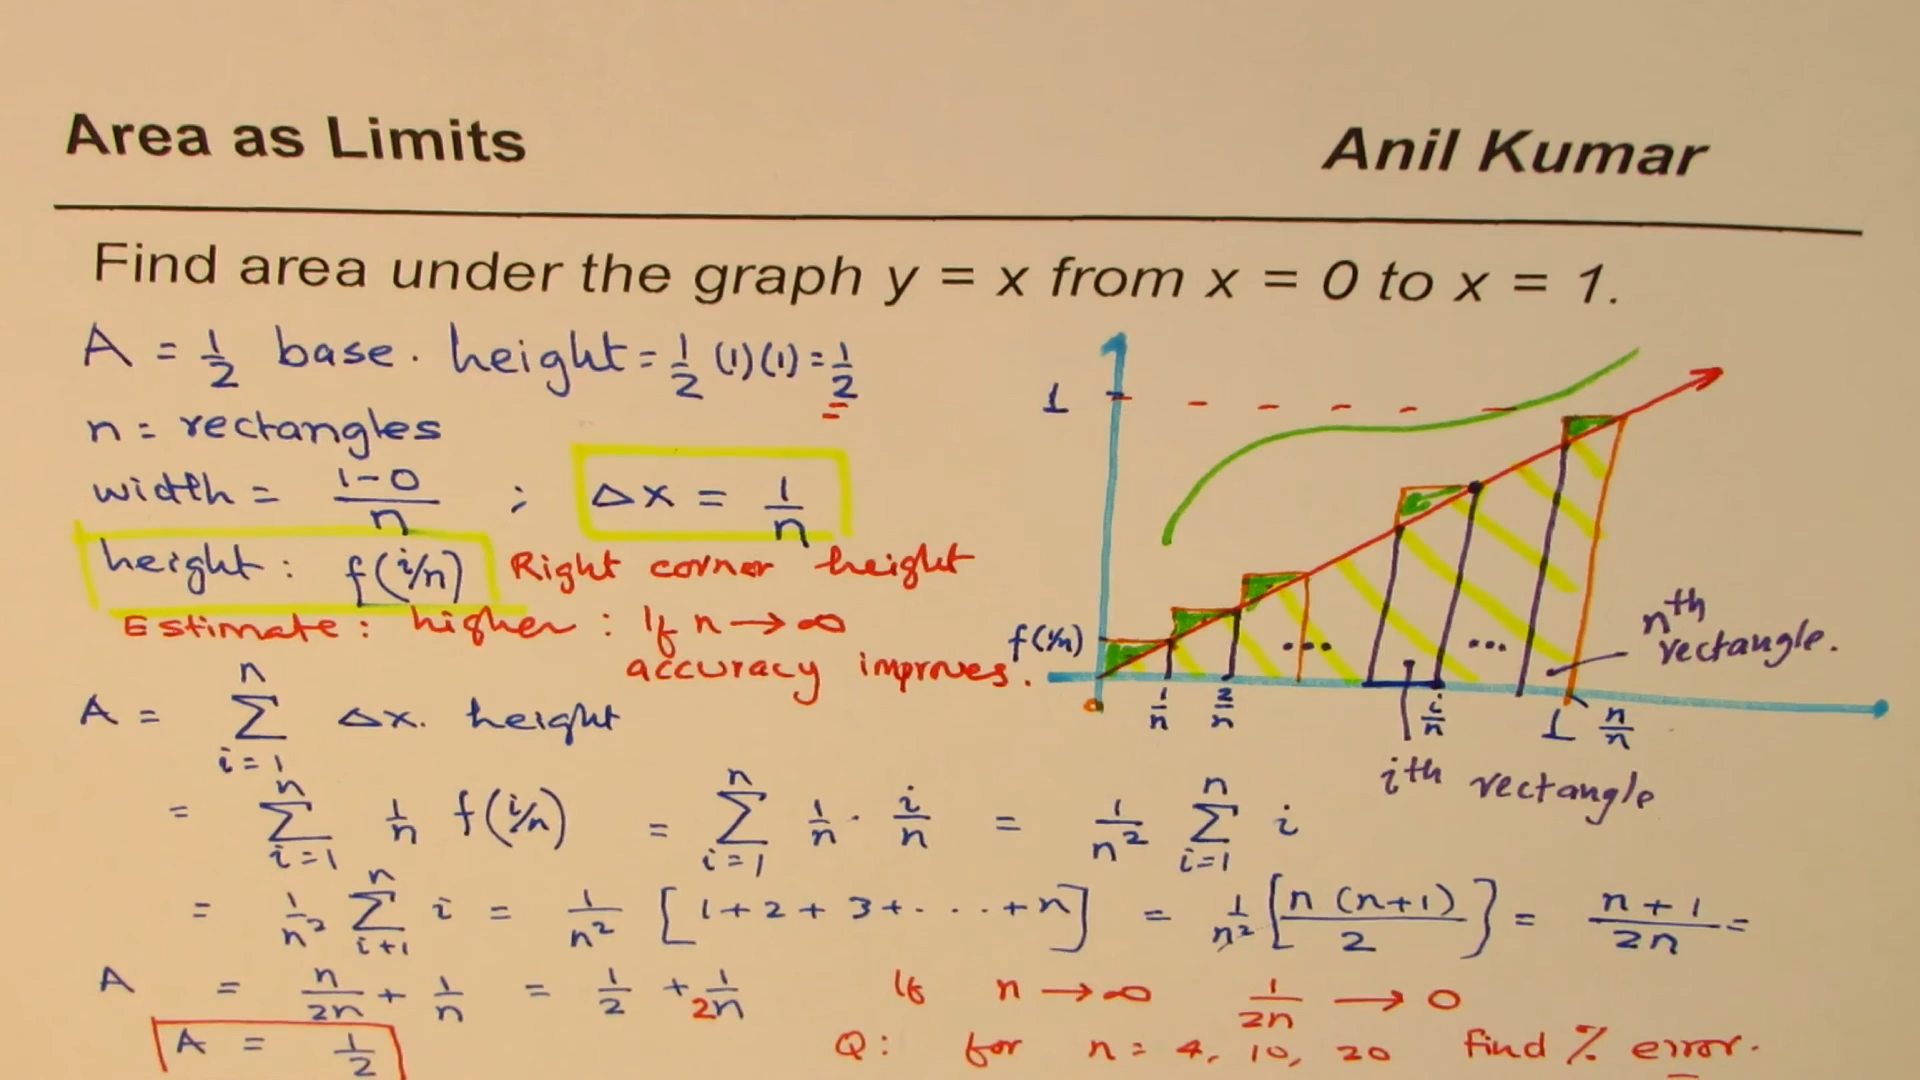 Area as Limits
Anil Kumar
Find area under the graph y = x from x = 0 to x = 1.
A = 1/2 base . height = 1/2 (1)(1) = 1/2
n = rectangles
width = (1-0)/n ; Δx = 1/n
height : f(i/n) Right corner height
Estimate : higher : If n → ∞
accuracy improves.
A = Σ_{i=1}^{n} Δx. height
= Σ_{i=1}^{n} 1/n f(i/n) = Σ_{i=1}^{n} 1/n . i/n = 1/n² Σ_{i=1}^{n} i
= 1/n² Σ_{i+1}^{n} i = 1/n² [1+2+3+...+n] = 1/n² [n(n+1)/2} = (n+1)/2n =
A = n/2n + 1/n = 1/2 + 1/2n If n → ∞ 1/2n → 0
A = 1/2 Q: for n = 4, 10, 20 find % error.
1
f(1/n)
...
...
nth
rectangle.
1/n 2/n i/n 1 n/n
ith rectangle